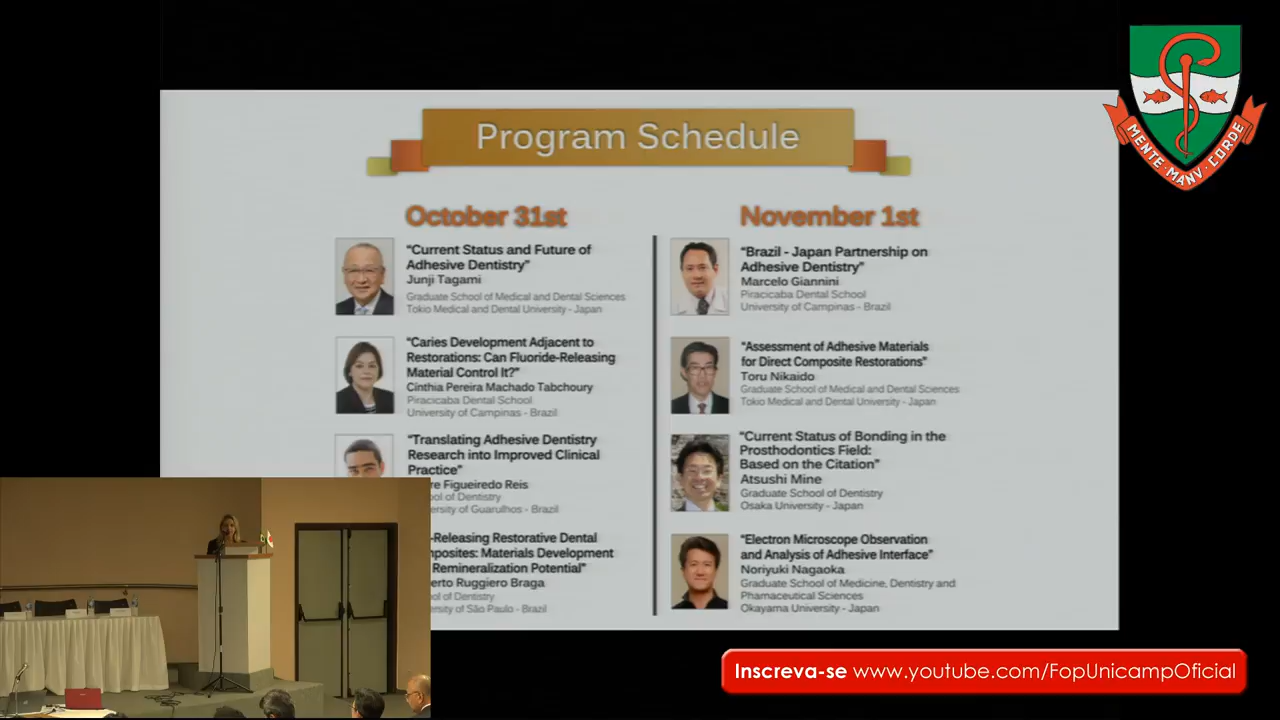 Program Schedule
October 31st
"Current Status and Future of
Adhesive Dentistry"
Junji Tagami
Graduate School of Medical and Dental Sciences
Tokio Medical and Dental University - Japan
"Caries Development Adjacent to
Restorations: Can Fluoride-Releasing
Material Control It?"
Cínthia Pereira Machado Tabchoury
Piracicaba Dental School
University of Campinas - Brazil
"Translating Adhesive Dentistry
Research into Improved Clinical
Practice"
Figueiredo Reis
of Dentistry
of Guarulhos - Brazil
-Releasing Restorative Dental
Materials Development
Remineralization Potential"
Ruggiero Braga
of Dentistry
of São Paulo - Brazil
November 1st
"Brazil - Japan Partnership on
Adhesive Dentistry"
Marcelo Giannini
Piracicaba Dental School
University of Campinas - Brazil
"Assessment of Adhesive Materials
for Direct Composite Restorations"
Toru Nikaido
Graduate School of Medical and Dental Sciences
Tokio Medical and Dental University - Japan
"Current Status of Bonding in the
Prosthodontics Field:
Based on the Citation"
Atsushi Mine
Graduate School of Dentistry
Osaka University - Japan
"Electron Microscope Observation
and Analysis of Adhesive Interface"
Noriyuki Nagaoka
Graduate School of Medicine, Dentistry and
Phamaceutical Sciences
Okayama University - Japan
MENTE · MANV · CORDE
Inscreva-se www.youtube.com/FopUnicampOficial